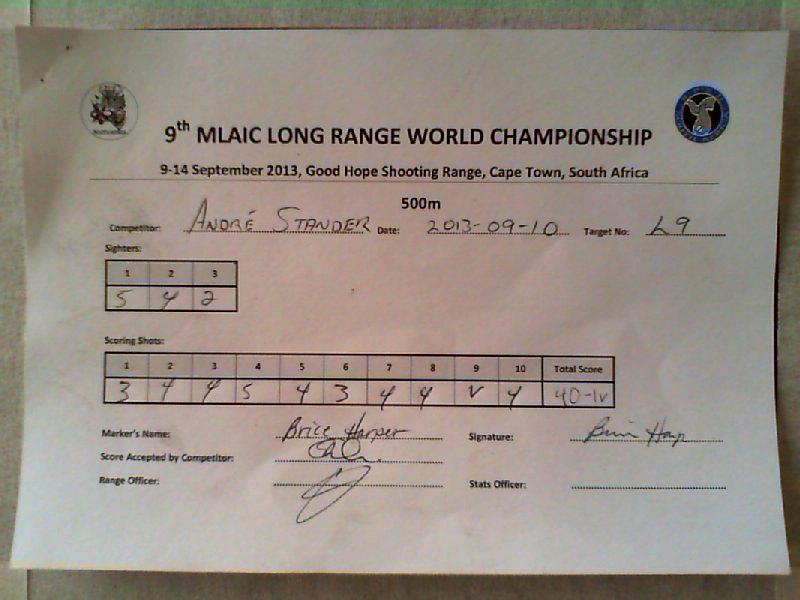 9th MLAIC LONG RANGE WORLD CHAMPIONSHIP
9-14 September 2013, Good Hope Shooting Range, Cape Town, South Africa
500m
Competitor: ANDRÉ STANDER Date: 2013-09-10 Target No: L9
Sighters:
1 2 3
5 4 2
Scoring Shots:
1 2 3 4 5 6 7 8 9 10 Total Score
3 4 4 5 4 3 4 4 V 4 40-1v
Marker's Name: Brice Harper Signature:
Score Accepted by Competitor:
Range Officer: Stats Officer: